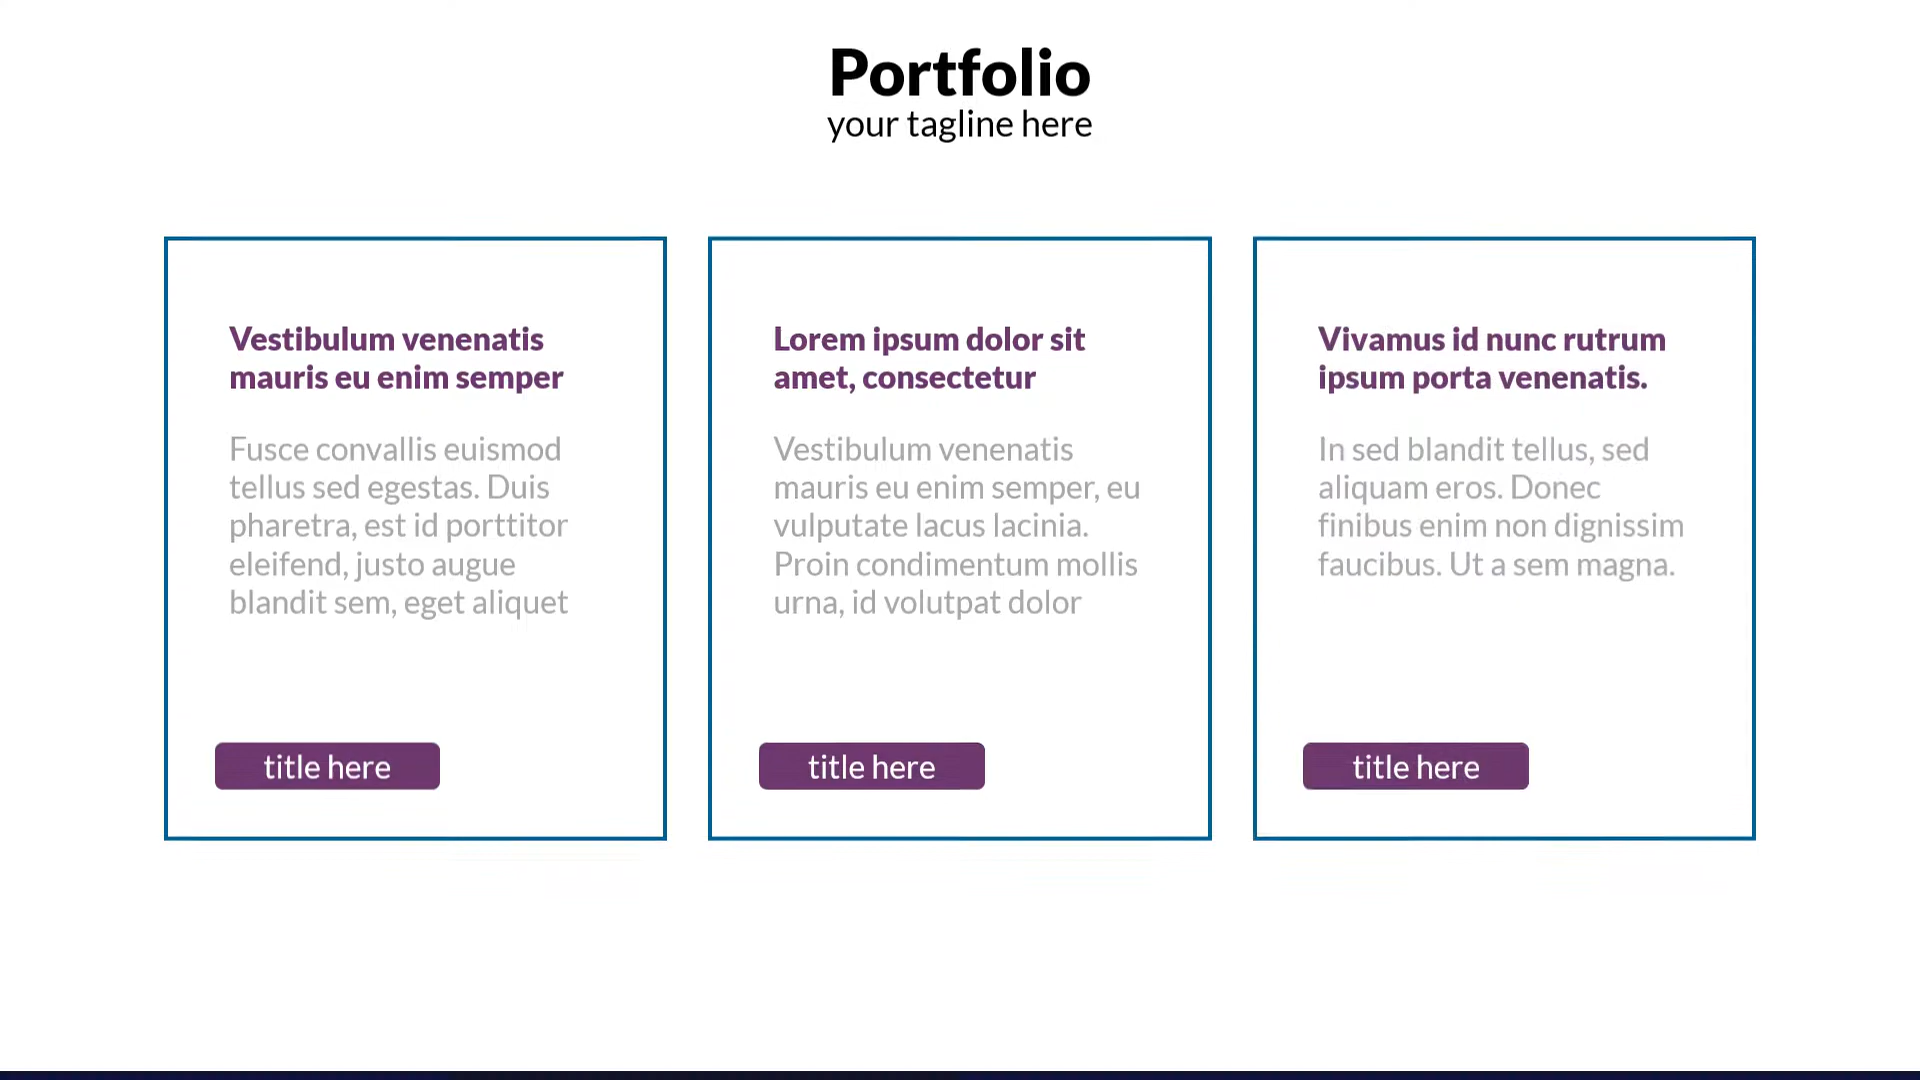 Portfolio
your tagline here
Vestibulum venenatis
mauris eu enim semper
Fusce convallis euismod
tellus sed egestas. Duis
pharetra, est id porttitor
eleifend, justo augue
blandit sem, eget aliquet
title here
Lorem ipsum dolor sit
amet, consectetur
Vestibulum venenatis
mauris eu enim semper, eu
vulputate lacus lacinia.
Proin condimentum mollis
urna, id volutpat dolor
title here
Vivamus id nunc rutrum
ipsum porta venenatis.
In sed blandit tellus, sed
aliquam eros. Donec
finibus enim non dignissim
faucibus. Ut a sem magna.
title here